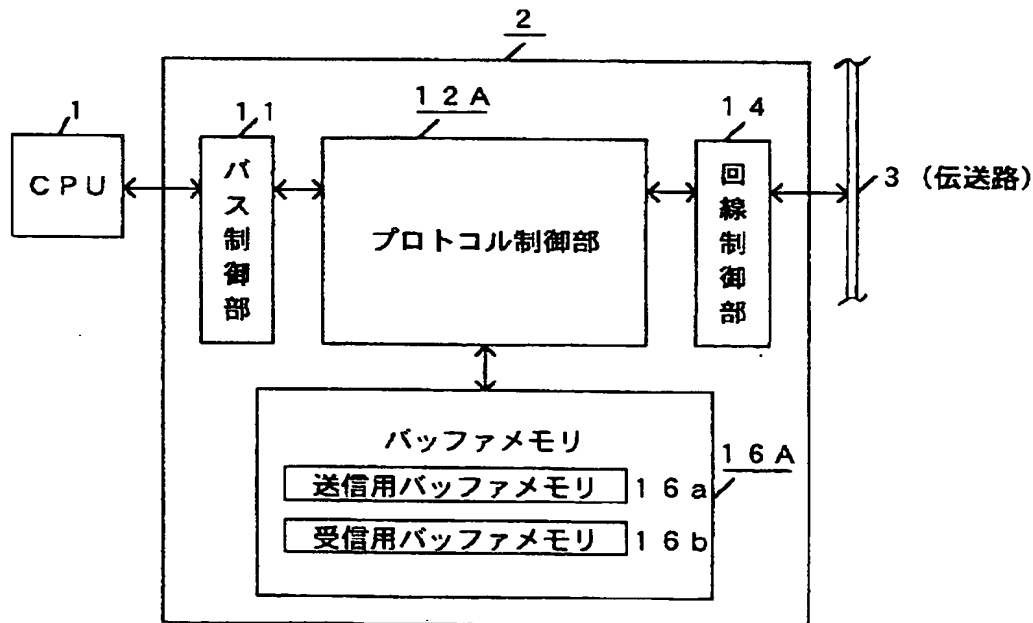 ２
１
１１
１２Ａ
１４
ＣＰＵ
バス制御部
プロトコル制御部
回線制御部
３（伝送路）
バッファメモリ
１６Ａ
送信用バッファメモリ １６ａ
受信用バッファメモリ １６ｂ